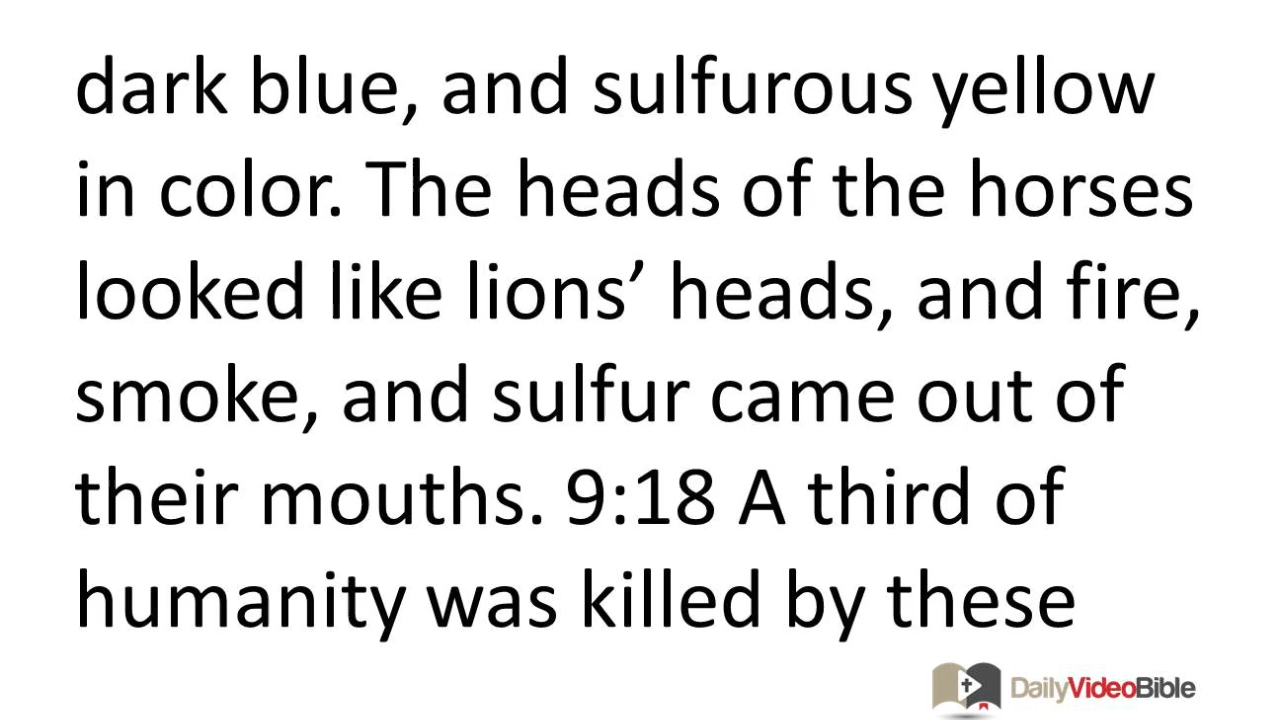 dark blue, and sulfurous yellow
in color. The heads of the horses
looked like lions’ heads, and fire,
smoke, and sulfur came out of
their mouths. 9:18 A third of
humanity was killed by these
DailyVideoBible